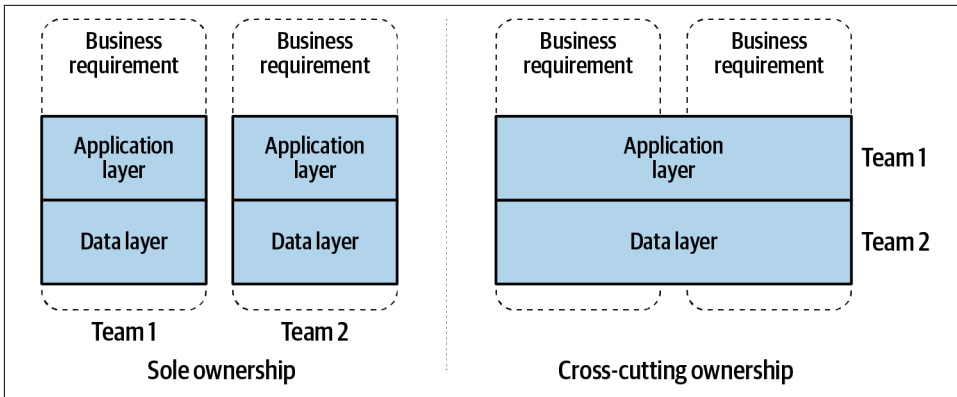 Business
requirement
Business
requirement
Application
layer
Application
layer
Data layer
Data layer
Team 1
Team 2
Sole ownership
Business
requirement
Business
requirement
Application
layer
Team 1
Data layer
Team 2
Cross-cutting ownership